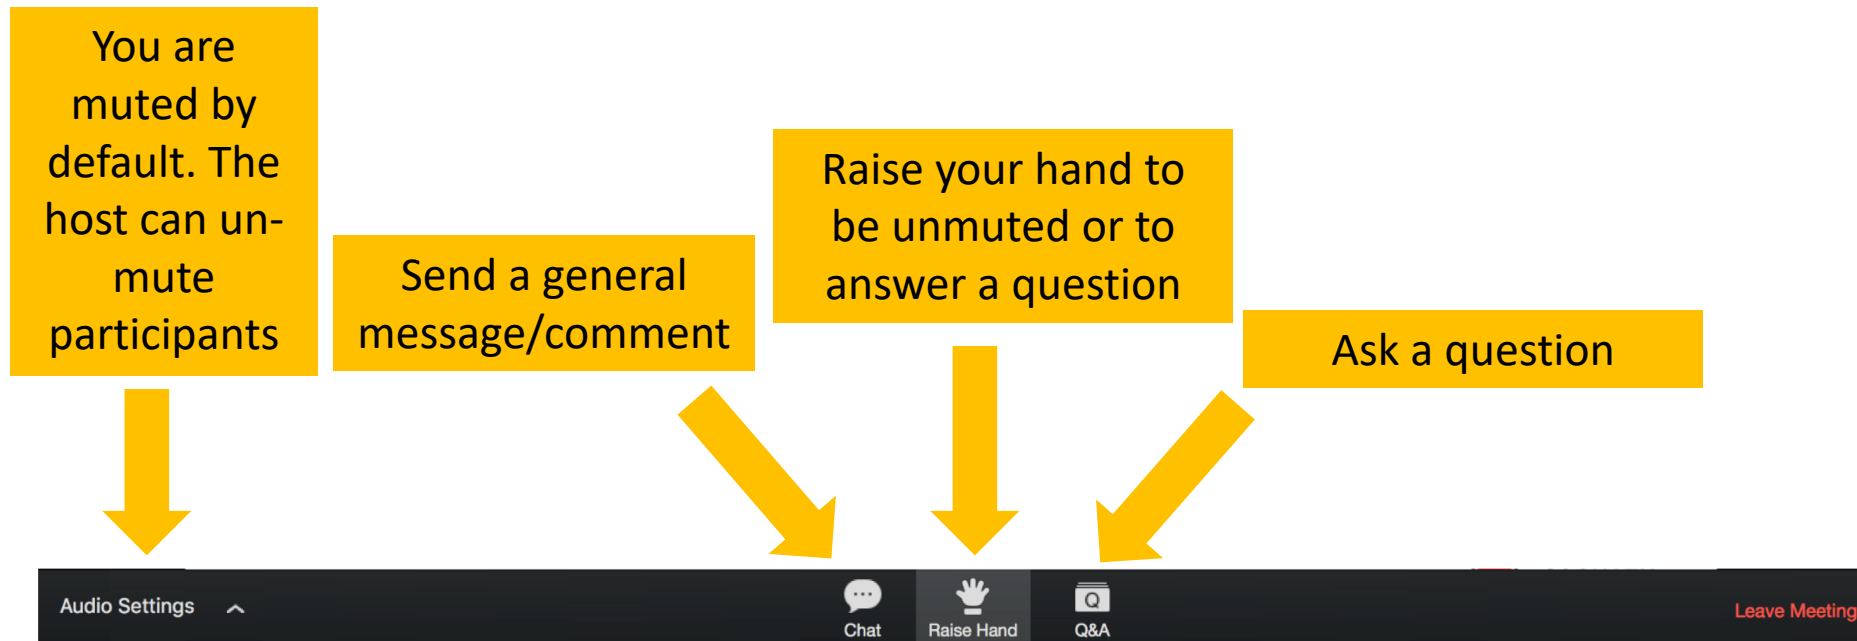 You are
muted by
default. The
host can un-
mute
participants
Send a general
message/comment
Raise your hand to
be unmuted or to
answer a question
Ask a question
Audio Settings
Chat
Raise Hand
Q
Q&A
Leave Meeting